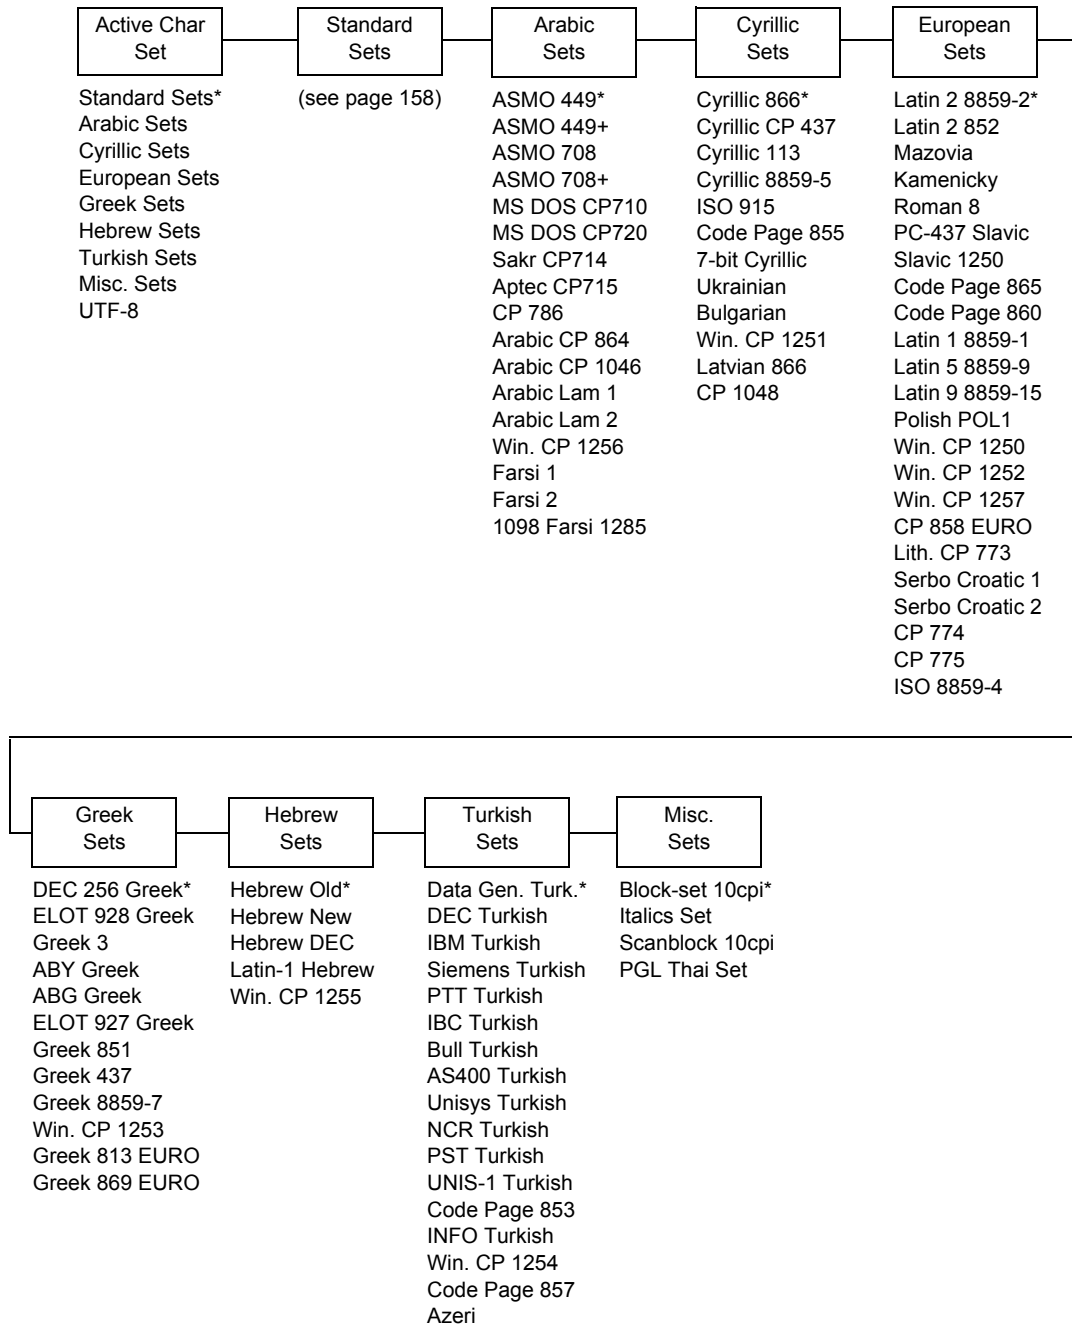 Active Char
Set
Standard
Sets
Arabic
Sets
Cyrillic
Sets
European
Sets
Standard Sets*
Arabic Sets
Cyrillic Sets
European Sets
Greek Sets
Hebrew Sets
Turkish Sets
Misc. Sets
UTF-8
(see page 158)
ASMO 449*
ASMO 449+
ASMO 708
ASMO 708+
MS DOS CP710
MS DOS CP720
Sakr CP714
Aptec CP715
CP 786
Arabic CP 864
Arabic CP 1046
Arabic Lam 1
Arabic Lam 2
Win. CP 1256
Farsi 1
Farsi 2
1098 Farsi 1285
Cyrillic 866*
Cyrillic CP 437
Cyrillic 113
Cyrillic 8859-5
ISO 915
Code Page 855
7-bit Cyrillic
Ukrainian
Bulgarian
Win. CP 1251
Latvian 866
CP 1048
Latin 2 8859-2*
Latin 2 852
Mazovia
Kamenicky
Roman 8
PC-437 Slavic
Slavic 1250
Code Page 865
Code Page 860
Latin 1 8859-1
Latin 5 8859-9
Latin 9 8859-15
Polish POL1
Win. CP 1250
Win. CP 1252
Win. CP 1257
CP 858 EURO
Lith. CP 773
Serbo Croatic 1
Serbo Croatic 2
CP 774
CP 775
ISO 8859-4
Greek
Sets
Hebrew
Sets
Turkish
Sets
Misc.
Sets
DEC 256 Greek*
ELOT 928 Greek
Greek 3
ABY Greek
ABG Greek
ELOT 927 Greek
Greek 851
Greek 437
Greek 8859-7
Win. CP 1253
Greek 813 EURO
Greek 869 EURO
Hebrew Old*
Hebrew New
Hebrew DEC
Latin-1 Hebrew
Win. CP 1255
Data Gen. Turk.*
DEC Turkish
IBM Turkish
Siemens Turkish
PTT Turkish
IBC Turkish
Bull Turkish
AS400 Turkish
Unisys Turkish
NCR Turkish
PST Turkish
UNIS-1 Turkish
Code Page 853
INFO Turkish
Win. CP 1254
Code Page 857
Azeri
Block-set 10cpi*
Italics Set
Scanblock 10cpi
PGL Thai Set